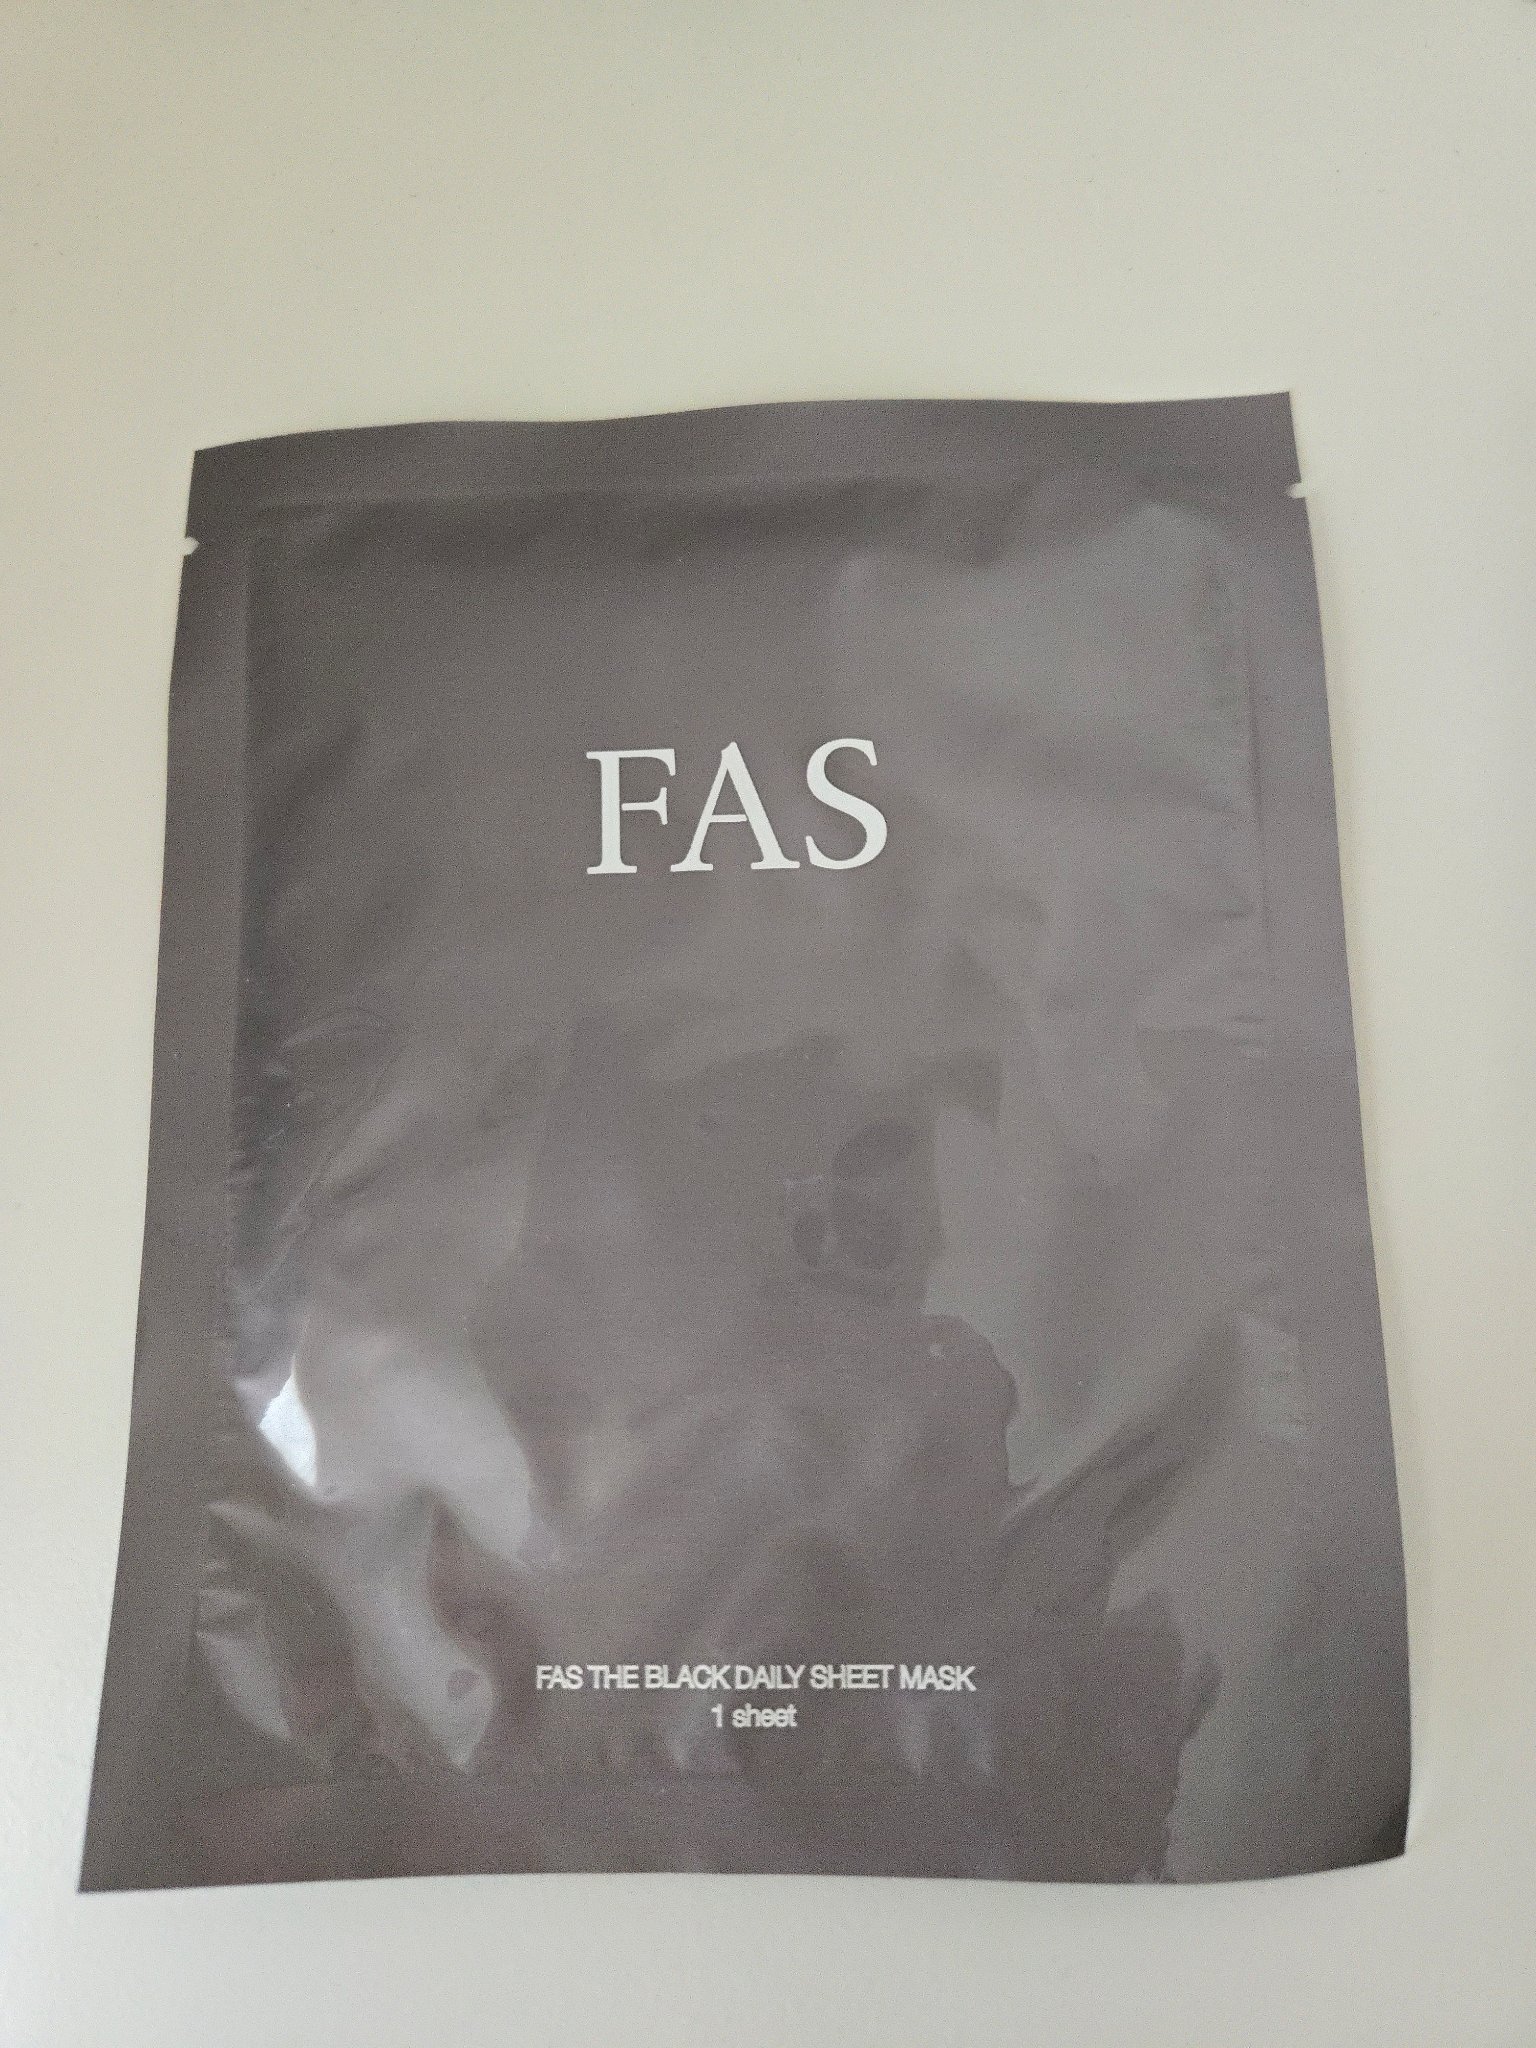 FAS
FAS THE BLACK DAILY SHEET MASK
1 sheet